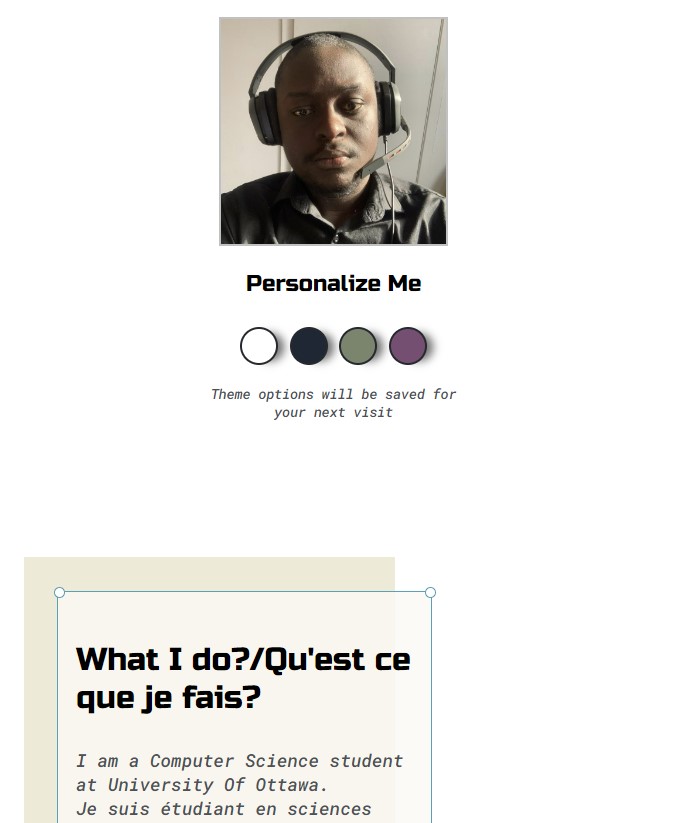 Personalize Me
Theme options will be saved for
your next visit
What I do?/Qu'est ce
que je fais?
I am a Computer Science student
at University Of Ottawa.
Je suis étudiant en sciences